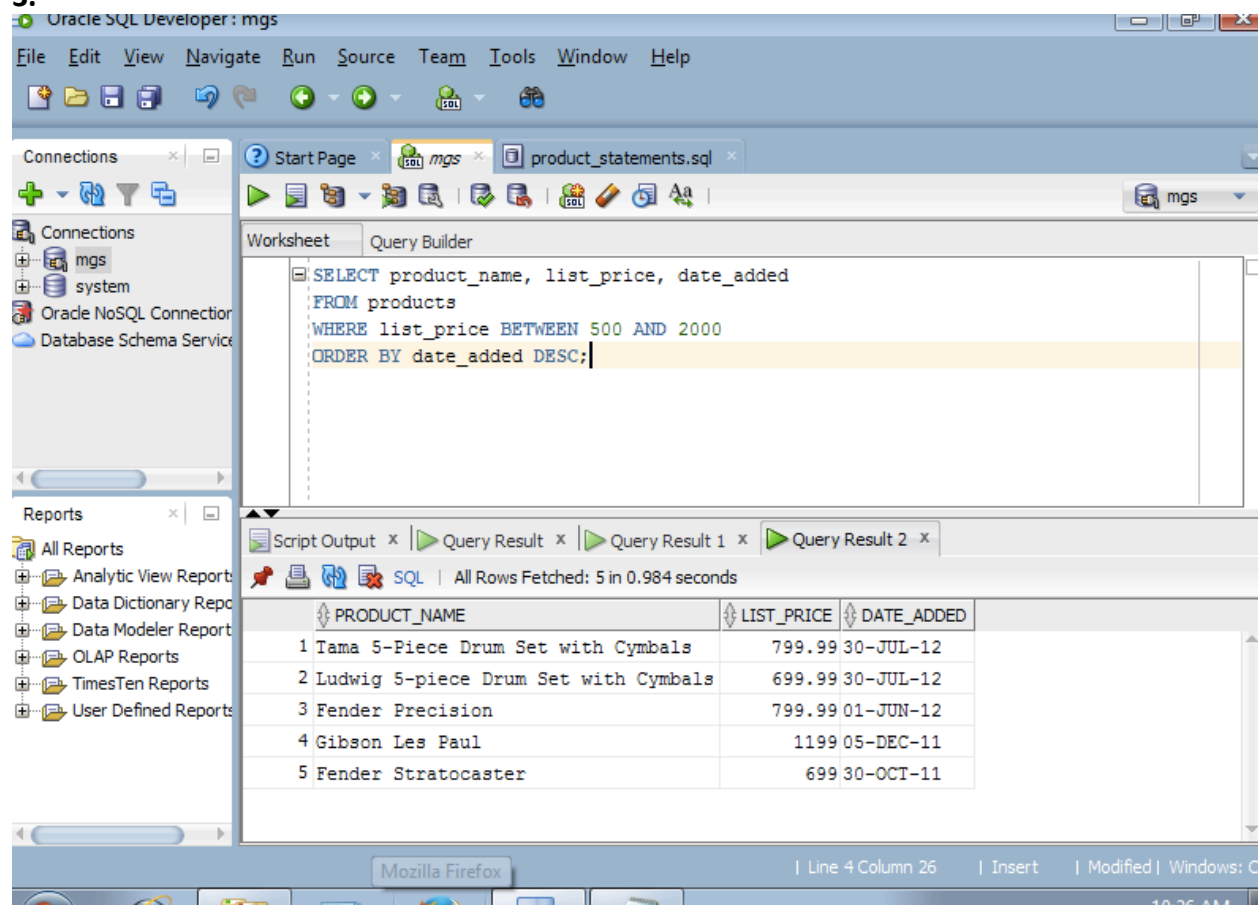 Oracle SQL Developer : mgs
File Edit View Navigate Run Source Team Tools Window Help
Connections
Start Page mgs product_statements.sql
mgs
Connections
mgs
system
Oracle NoSQL Connection
Database Schema Service
Worksheet Query Builder
SELECT product_name, list_price, date_added
FROM products
WHERE list_price BETWEEN 500 AND 2000
ORDER BY date_added DESC;
Reports
All Reports
Analytic View Reports
Data Dictionary Repo
Data Modeler Report
OLAP Reports
TimesTen Reports
User Defined Reports
Script Output x Query Result x Query Result 1 x Query Result 2 x
SQL | All Rows Fetched: 5 in 0.984 seconds
PRODUCT_NAME LIST_PRICE DATE_ADDED
1 Tama 5-Piece Drum Set with Cymbals 799.99 30-JUL-12
2 Ludwig 5-piece Drum Set with Cymbals 699.99 30-JUL-12
3 Fender Precision 799.99 01-JUN-12
4 Gibson Les Paul 1199 05-DEC-11
5 Fender Stratocaster 699 30-OCT-11
Mozilla Firefox
| Line 4 Column 26 | Insert | Modified | Windows: C
10:26 AM